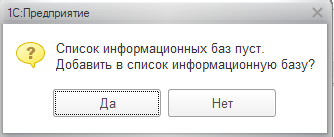 1С:Предприятие
Список информационных баз пуст.
Добавить в список информационную базу?
Да
Нет